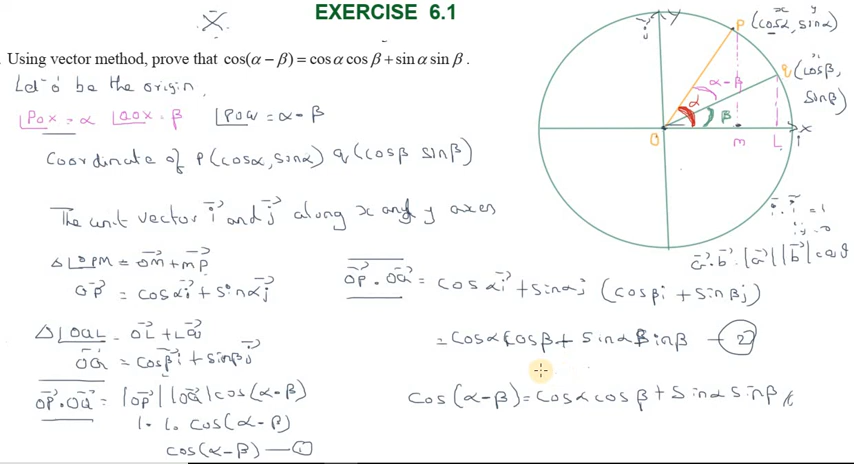 EXERCISE 6.1
Using vector method, prove that cos(α − β) = cos α cos β + sin α sin β .
Let 'o' be the origin.
∠POX = α ∠QOX = β ∠POQ = α − β
Coordinate of P(cosα, sinα) q(cosβ sinβ)
The unit vector i⃗ and j⃗ along x and y axes
Δ∠OPM = OM⃗ + MP⃗
OP⃗ = cosα i⃗ + sinα j⃗
Δ∠OQL = OL⃗ + LQ⃗
OQ⃗ = cosβ i⃗ + sinβ j⃗
OP⃗ . OQ⃗ = |OP⃗| |OQ⃗| cos(α − β)
1. 1. cos(α − β)
cos(α − β) — ①
OP⃗ . OQ⃗ = cosα i⃗ + sinα j (cosβ i + sinβ j)
= cosα cosβ + sinα sinβ — ②
cos(α − β) = cosα cosβ + sinα sinβ
x y
P (cosα, sinα)
q (cosβ,
sinβ)
j Y
α − β
α
β
O
m
L
x
i
i⃗ . i⃗ = 1
a⃗ . b⃗ . |a⃗| |b⃗| cosθ